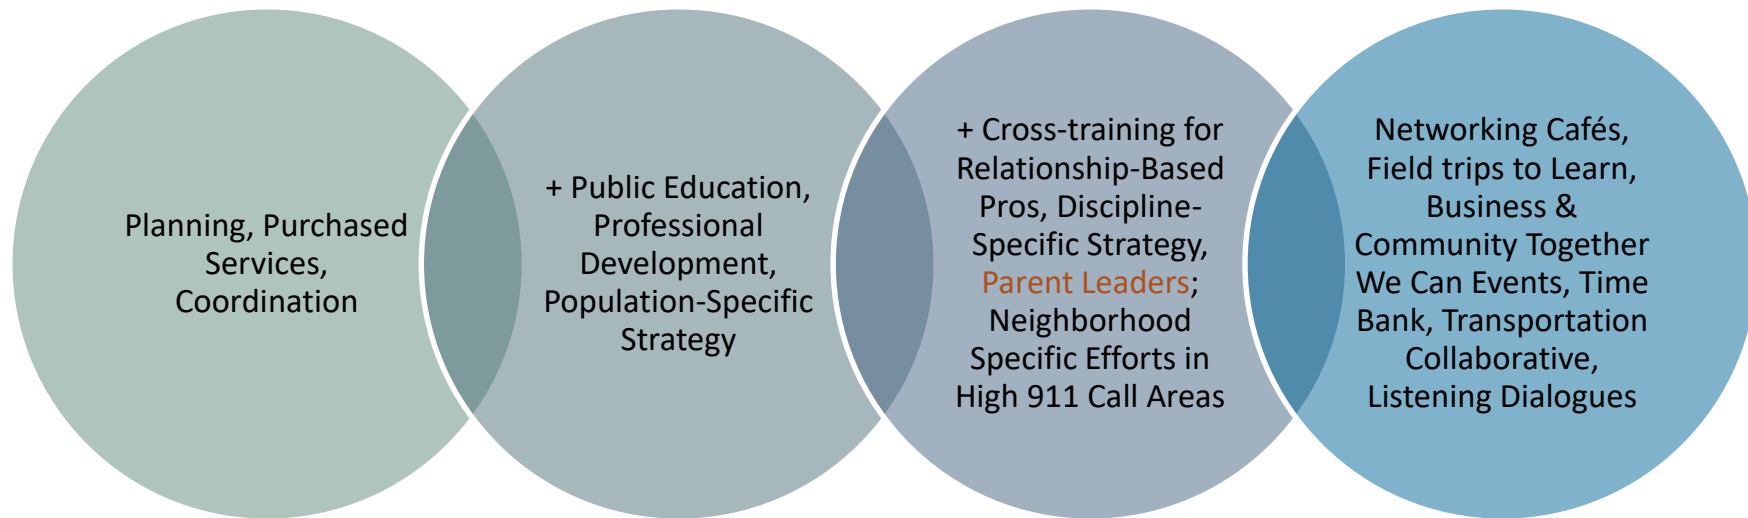 Planning, Purchased
Services,
Coordination
+ Public Education,
Professional
Development,
Population-Specific
Strategy
+ Cross-training for
Relationship-Based
Pros, Discipline-
Specific Strategy,
Parent Leaders;
Neighborhood
Specific Efforts in
High 911 Call Areas
Networking Cafés,
Field trips to Learn,
Business &
Community Together
We Can Events, Time
Bank, Transportation
Collaborative,
Listening Dialogues